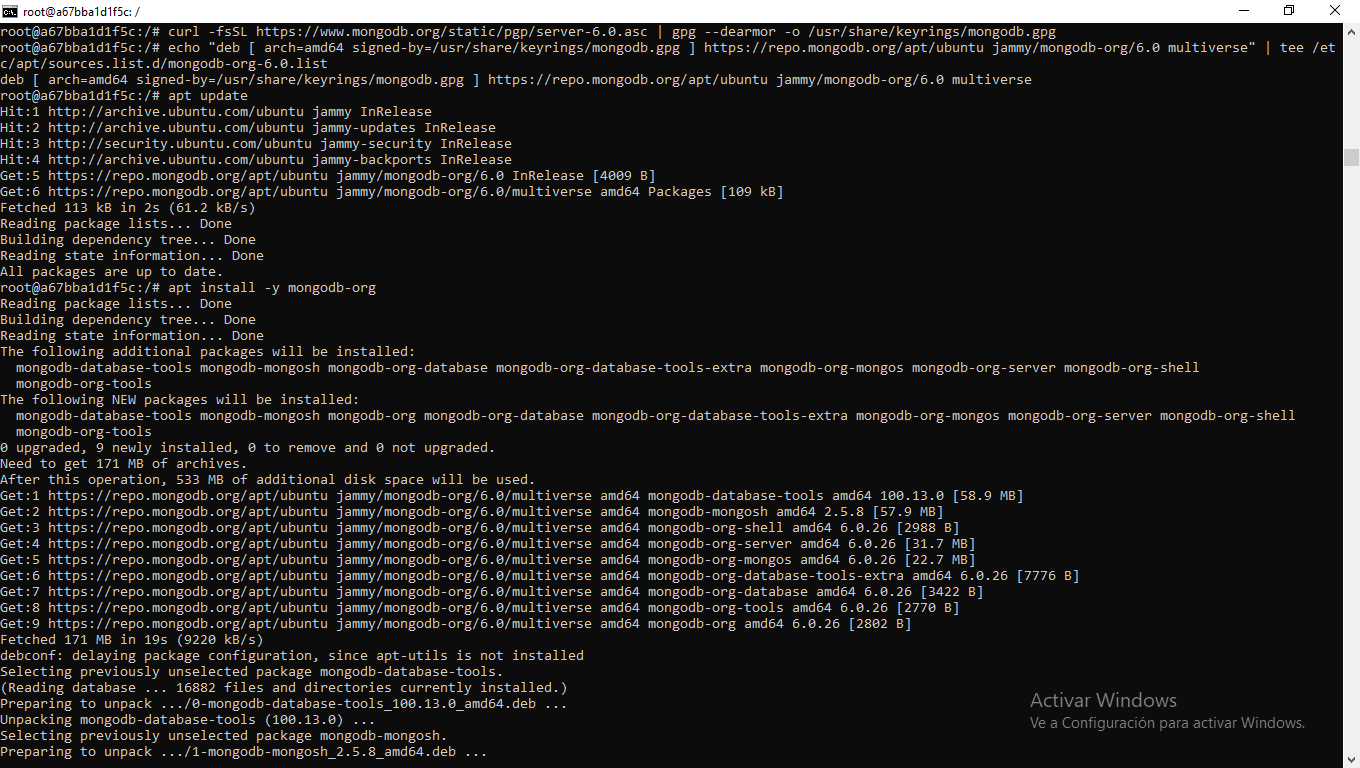 root@a67bba1d1f5c: /
root@a67bba1d1f5c:/# curl -fsSL https://www.mongodb.org/static/pgp/server-6.0.asc | gpg --dearmor -o /usr/share/keyrings/mongodb.gpg
root@a67bba1d1f5c:/# echo "deb [ arch=amd64 signed-by=/usr/share/keyrings/mongodb.gpg ] https://repo.mongodb.org/apt/ubuntu jammy/mongodb-org/6.0 multiverse" | tee /et
c/apt/sources.list.d/mongodb-org-6.0.list
deb [ arch=amd64 signed-by=/usr/share/keyrings/mongodb.gpg ] https://repo.mongodb.org/apt/ubuntu jammy/mongodb-org/6.0 multiverse
root@a67bba1d1f5c:/# apt update
Hit:1 http://archive.ubuntu.com/ubuntu jammy InRelease
Hit:2 http://archive.ubuntu.com/ubuntu jammy-updates InRelease
Hit:3 http://security.ubuntu.com/ubuntu jammy-security InRelease
Hit:4 http://archive.ubuntu.com/ubuntu jammy-backports InRelease
Get:5 https://repo.mongodb.org/apt/ubuntu jammy/mongodb-org/6.0 InRelease [4009 B]
Get:6 https://repo.mongodb.org/apt/ubuntu jammy/mongodb-org/6.0/multiverse amd64 Packages [109 kB]
Fetched 113 kB in 2s (61.2 kB/s)
Reading package lists... Done
Building dependency tree... Done
Reading state information... Done
All packages are up to date.
root@a67bba1d1f5c:/# apt install -y mongodb-org
Reading package lists... Done
Building dependency tree... Done
Reading state information... Done
The following additional packages will be installed:
  mongodb-database-tools mongodb-mongosh mongodb-org-database mongodb-org-database-tools-extra mongodb-org-mongos mongodb-org-server mongodb-org-shell
  mongodb-org-tools
The following NEW packages will be installed:
  mongodb-database-tools mongodb-mongosh mongodb-org mongodb-org-database mongodb-org-database-tools-extra mongodb-org-mongos mongodb-org-server mongodb-org-shell
  mongodb-org-tools
0 upgraded, 9 newly installed, 0 to remove and 0 not upgraded.
Need to get 171 MB of archives.
After this operation, 533 MB of additional disk space will be used.
Get:1 https://repo.mongodb.org/apt/ubuntu jammy/mongodb-org/6.0/multiverse amd64 mongodb-database-tools amd64 100.13.0 [58.9 MB]
Get:2 https://repo.mongodb.org/apt/ubuntu jammy/mongodb-org/6.0/multiverse amd64 mongodb-mongosh amd64 2.5.8 [57.9 MB]
Get:3 https://repo.mongodb.org/apt/ubuntu jammy/mongodb-org/6.0/multiverse amd64 mongodb-org-shell amd64 6.0.26 [2988 B]
Get:4 https://repo.mongodb.org/apt/ubuntu jammy/mongodb-org/6.0/multiverse amd64 mongodb-org-server amd64 6.0.26 [31.7 MB]
Get:5 https://repo.mongodb.org/apt/ubuntu jammy/mongodb-org/6.0/multiverse amd64 mongodb-org-mongos amd64 6.0.26 [22.7 MB]
Get:6 https://repo.mongodb.org/apt/ubuntu jammy/mongodb-org/6.0/multiverse amd64 mongodb-org-database-tools-extra amd64 6.0.26 [7776 B]
Get:7 https://repo.mongodb.org/apt/ubuntu jammy/mongodb-org/6.0/multiverse amd64 mongodb-org-database amd64 6.0.26 [3422 B]
Get:8 https://repo.mongodb.org/apt/ubuntu jammy/mongodb-org/6.0/multiverse amd64 mongodb-org-tools amd64 6.0.26 [2770 B]
Get:9 https://repo.mongodb.org/apt/ubuntu jammy/mongodb-org/6.0/multiverse amd64 mongodb-org amd64 6.0.26 [2802 B]
Fetched 171 MB in 19s (9220 kB/s)
debconf: delaying package configuration, since apt-utils is not installed
Selecting previously unselected package mongodb-database-tools.
(Reading database ... 16882 files and directories currently installed.)
Preparing to unpack .../0-mongodb-database-tools_100.13.0_amd64.deb ...
Unpacking mongodb-database-tools (100.13.0) ...
Selecting previously unselected package mongodb-mongosh.
Preparing to unpack .../1-mongodb-mongosh_2.5.8_amd64.deb ...
Activar Windows
Ve a Configuración para activar Windows.